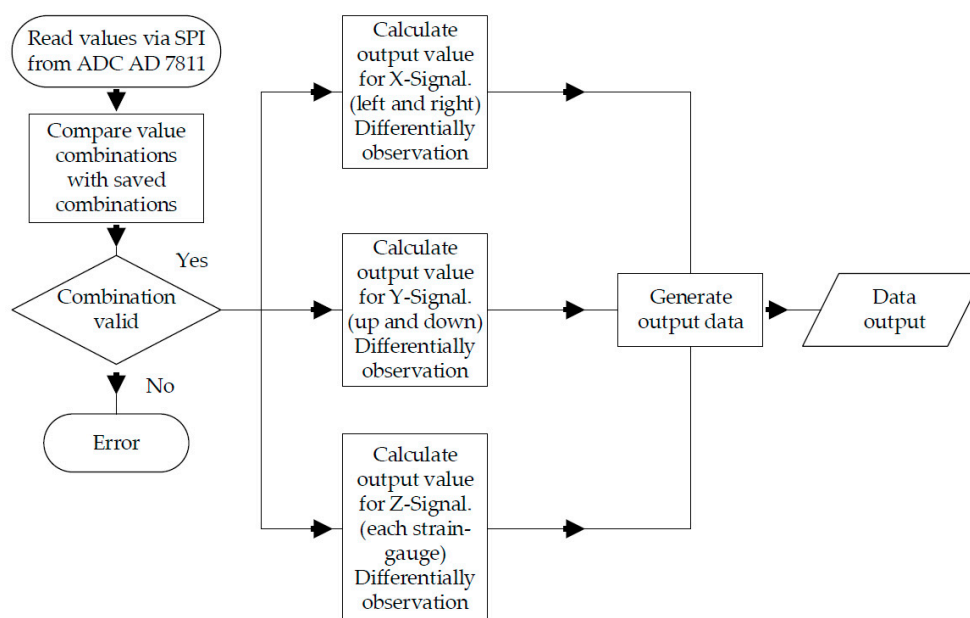 Read values via SPI
from ADC AD 7811
Compare value
combinations
with saved
combinations
Yes
Combination
valid
No
Error
Calculate
output value
for X-Signal.
(left and right)
Differentially
observation
Calculate
output value
for Y-Signal.
(up and down)
Differentially
observation
Calculate
output value
for Z-Signal.
(each strain-
gauge)
Differentially
observation
Generate
output data
Data
output